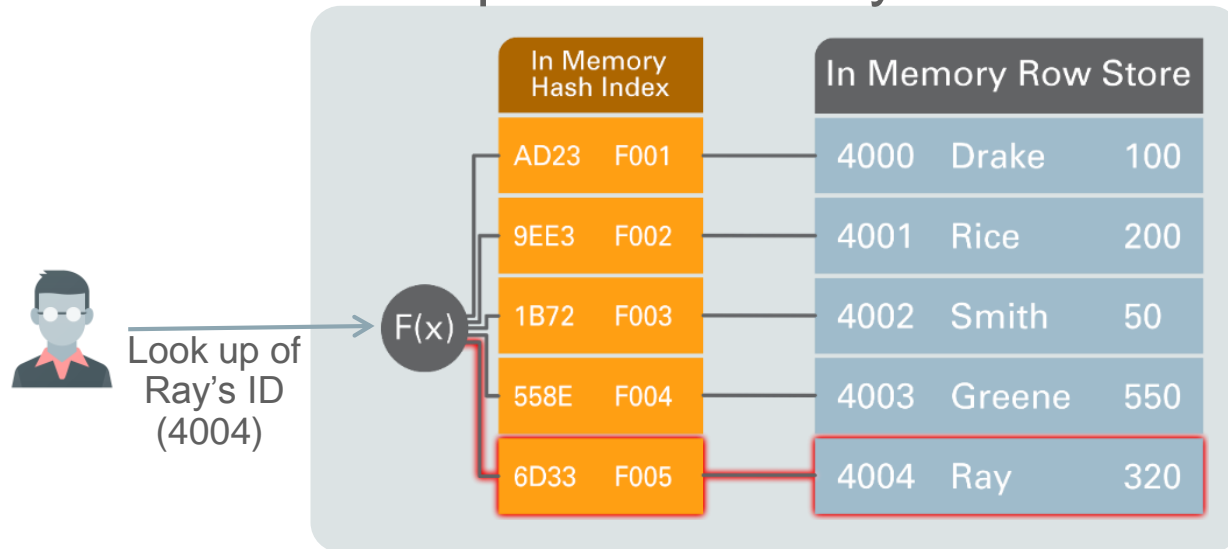 In Memory
Hash Index
In Memory Row Store
AD23 F001
4000 Drake 100
9EE3 F002
4001 Rice 200
F(x)
1B72 F003
4002 Smith 50
Look up of
Ray's ID
(4004)
558E F004
4003 Greene 550
6D33 F005
4004 Ray 320